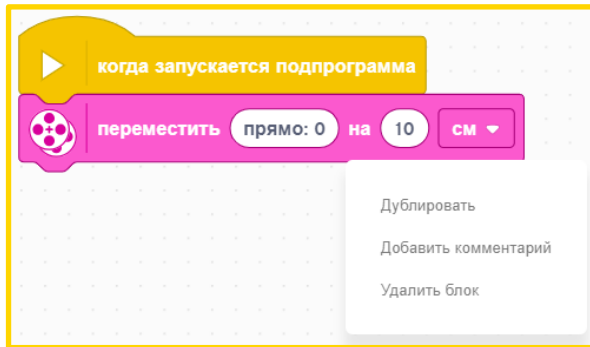 когда запускается подпрограмма
переместить прямо: 0 на 10 см
Дублировать
Добавить комментарий
Удалить блок